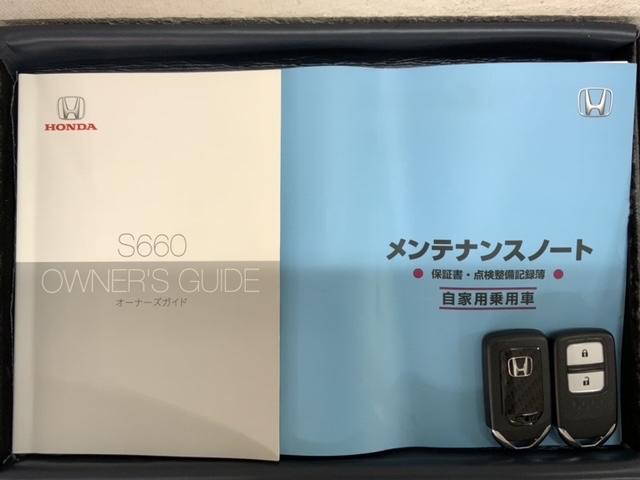 HONDA
S660
OWNER'S GUIDE
オーナーズガイド
メンテナンスノート
● 保証書・点検整備記録簿 ●
自家用乗用車